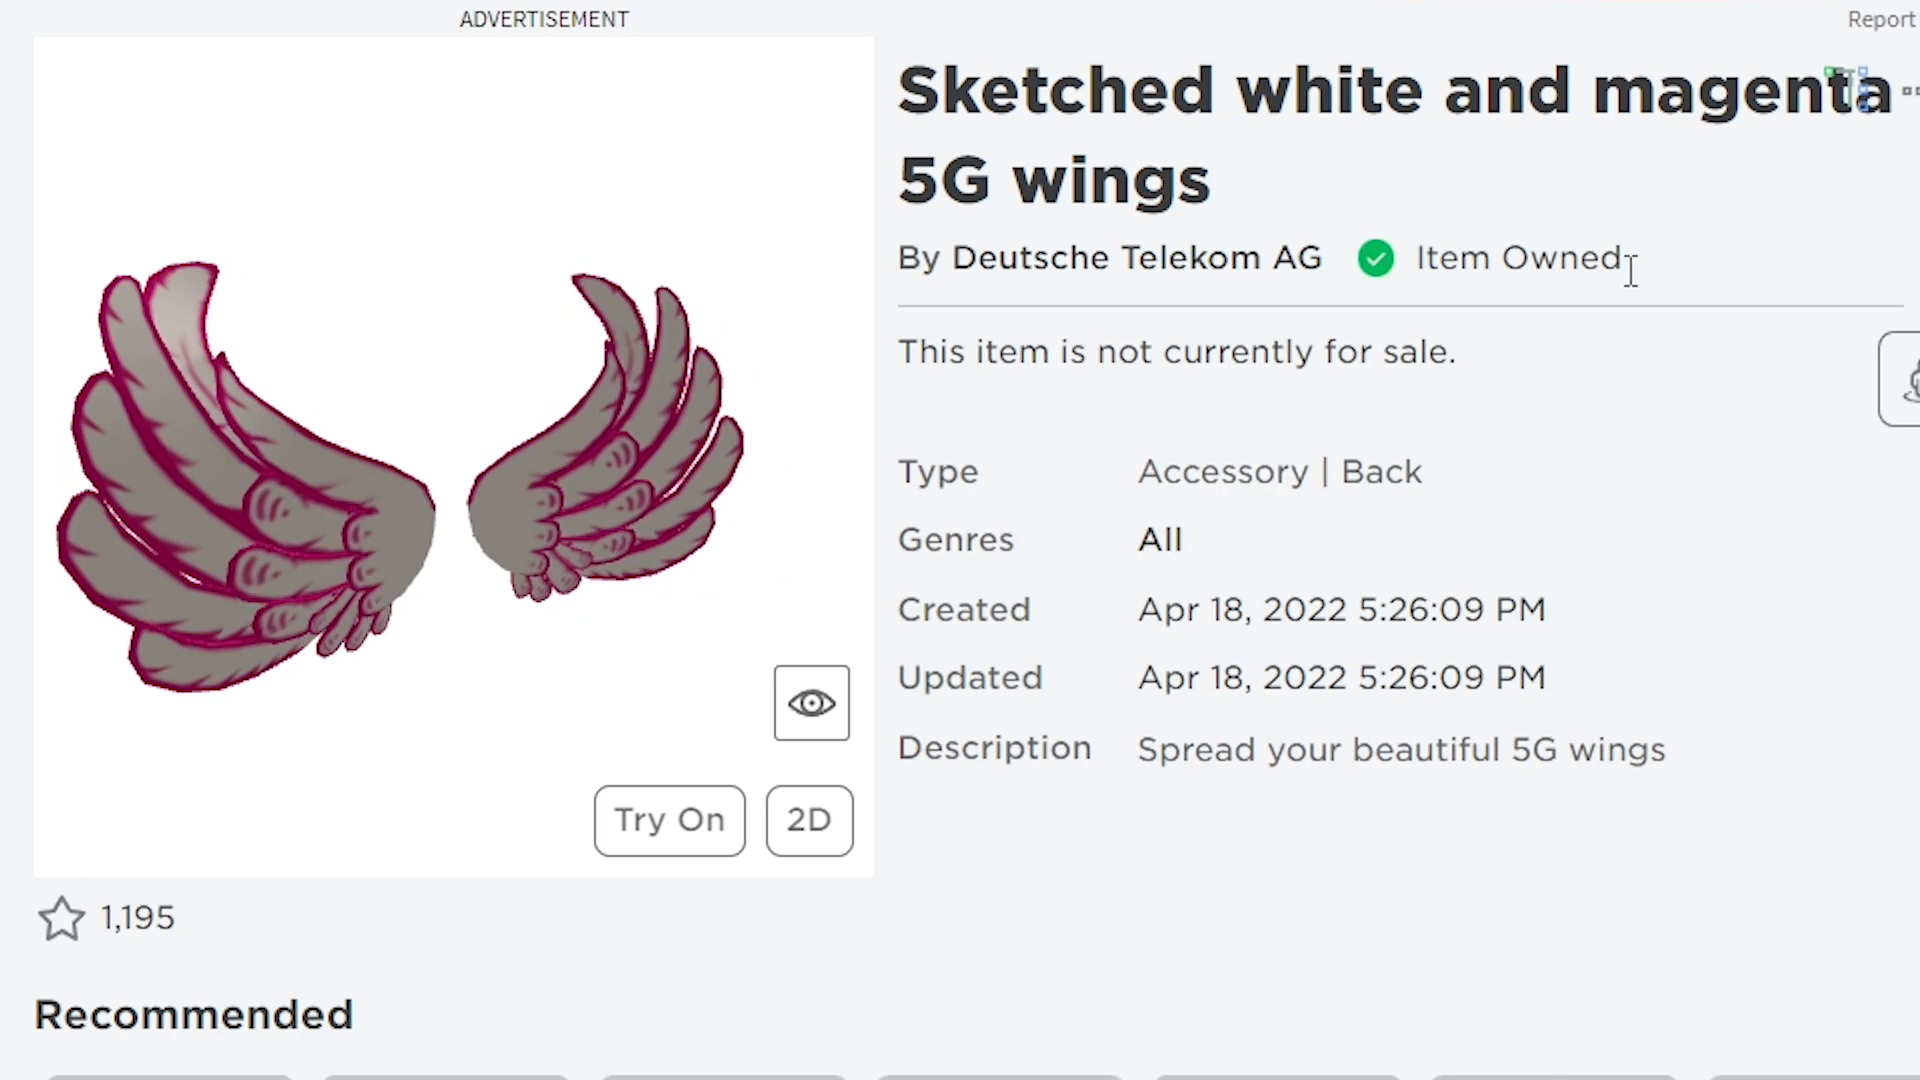 ADVERTISEMENT
Report
Sketched white and magenta
5G wings
By Deutsche Telekom AG Item Owned
This item is not currently for sale.
Type Accessory | Back
Genres All
Created Apr 18, 2022 5:26:09 PM
Updated Apr 18, 2022 5:26:09 PM
Description Spread your beautiful 5G wings
Try On 2D
1,195
Recommended